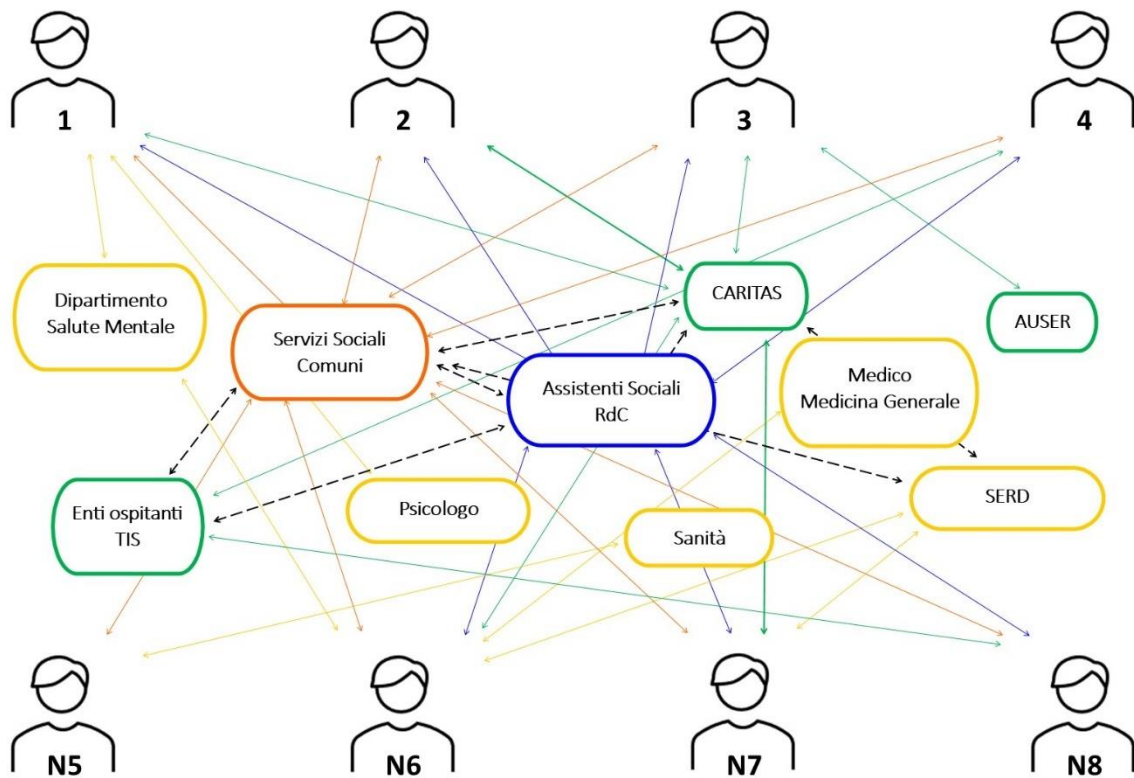 1
2
3
4
Dipartimento
Salute Mentale
Servizi Sociali
Comuni
CARITAS
AUSER
Assistenti Sociali
RdC
Medico
Medicina Generale
Enti ospitanti
TIS
Psicologo
Sanità
SERD
N5
N6
N7
N8